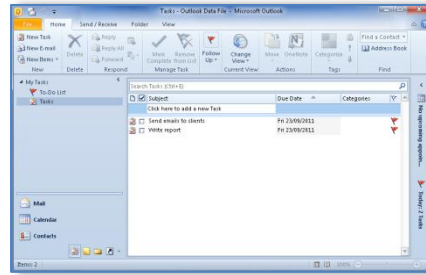 Tasks - Outlook Data File - Microsoft Outlook
File Home Send / Receive Folder View
New Task
New E-mail
New Items
New
Delete
Delete
Reply
Reply All
Forward
Respond
Mark Complete
Remove from List
Manage Task
Follow Up
Change View
Current View
Move
OneNote
Actions
Categorize
Tags
Find a Contact
Address Book
Find
My Tasks
To-Do List
Tasks
Search Tasks (Ctrl+E)
Subject Due Date Categories
Click here to add a new Task
Send emails to clients Fri 23/09/2011
Write report Fri 23/09/2011
No upcoming appoin...
Today: 2 Tasks
Mail
Calendar
Contacts
Items: 2
100%